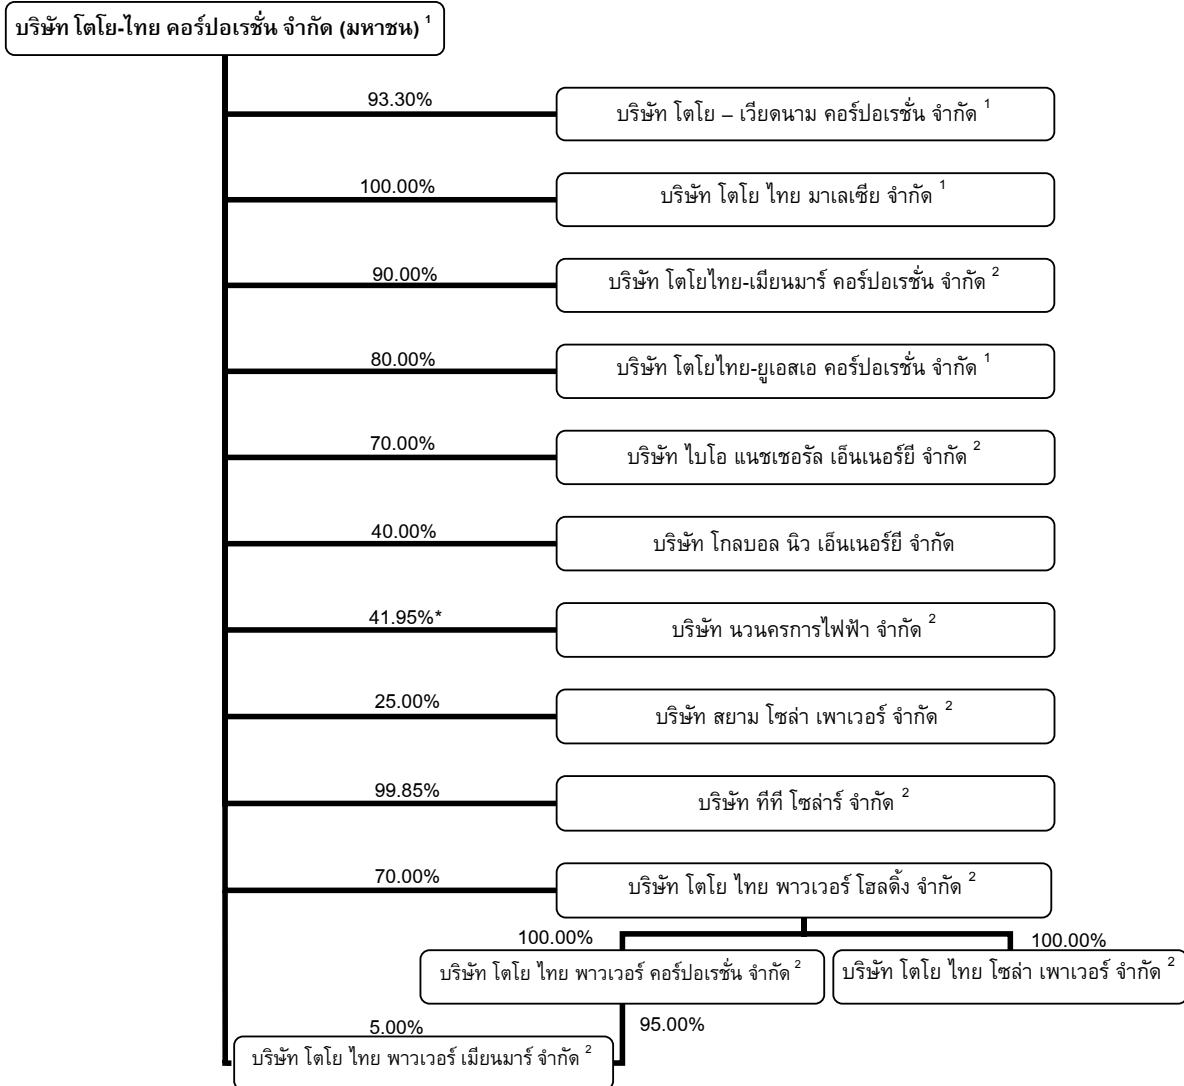 บริษัท โตโย-ไทย คอร์ปอเรชั่น จำกัด (มหาชน) 1
93.30%
บริษัท โตโย – เวียดนาม คอร์ปอเรชั่น จำกัด 1
100.00%
บริษัท โตโย ไทย มาเลเซีย จำกัด 1
90.00%
บริษัท โตโยไทย-เมียนมาร์ คอร์ปอเรชั่น จำกัด 2
80.00%
บริษัท โตโยไทย-ยูเอสเอ คอร์ปอเรชั่น จำกัด 1
70.00%
บริษัท ไบโอ แนชเชอรัล เอ็นเนอร์ยี จำกัด 2
40.00%
บริษัท โกลบอล นิว เอ็นเนอร์ยี จำกัด
41.95%*
บริษัท นวนครการไฟฟ้า จำกัด 2
25.00%
บริษัท สยาม โซล่า เพาเวอร์ จำกัด 2
99.85%
บริษัท ทีที โซล่าร์ จำกัด 2
70.00%
บริษัท โตโย ไทย พาวเวอร์ โฮลดิ้ง จำกัด 2
100.00%
100.00%
บริษัท โตโย ไทย พาวเวอร์ คอร์ปอเรชั่น จำกัด 2
บริษัท โตโย ไทย โซล่า เพาเวอร์ จำกัด 2
5.00%
95.00%
บริษัท โตโย ไทย พาวเวอร์ เมียนมาร์ จำกัด 2